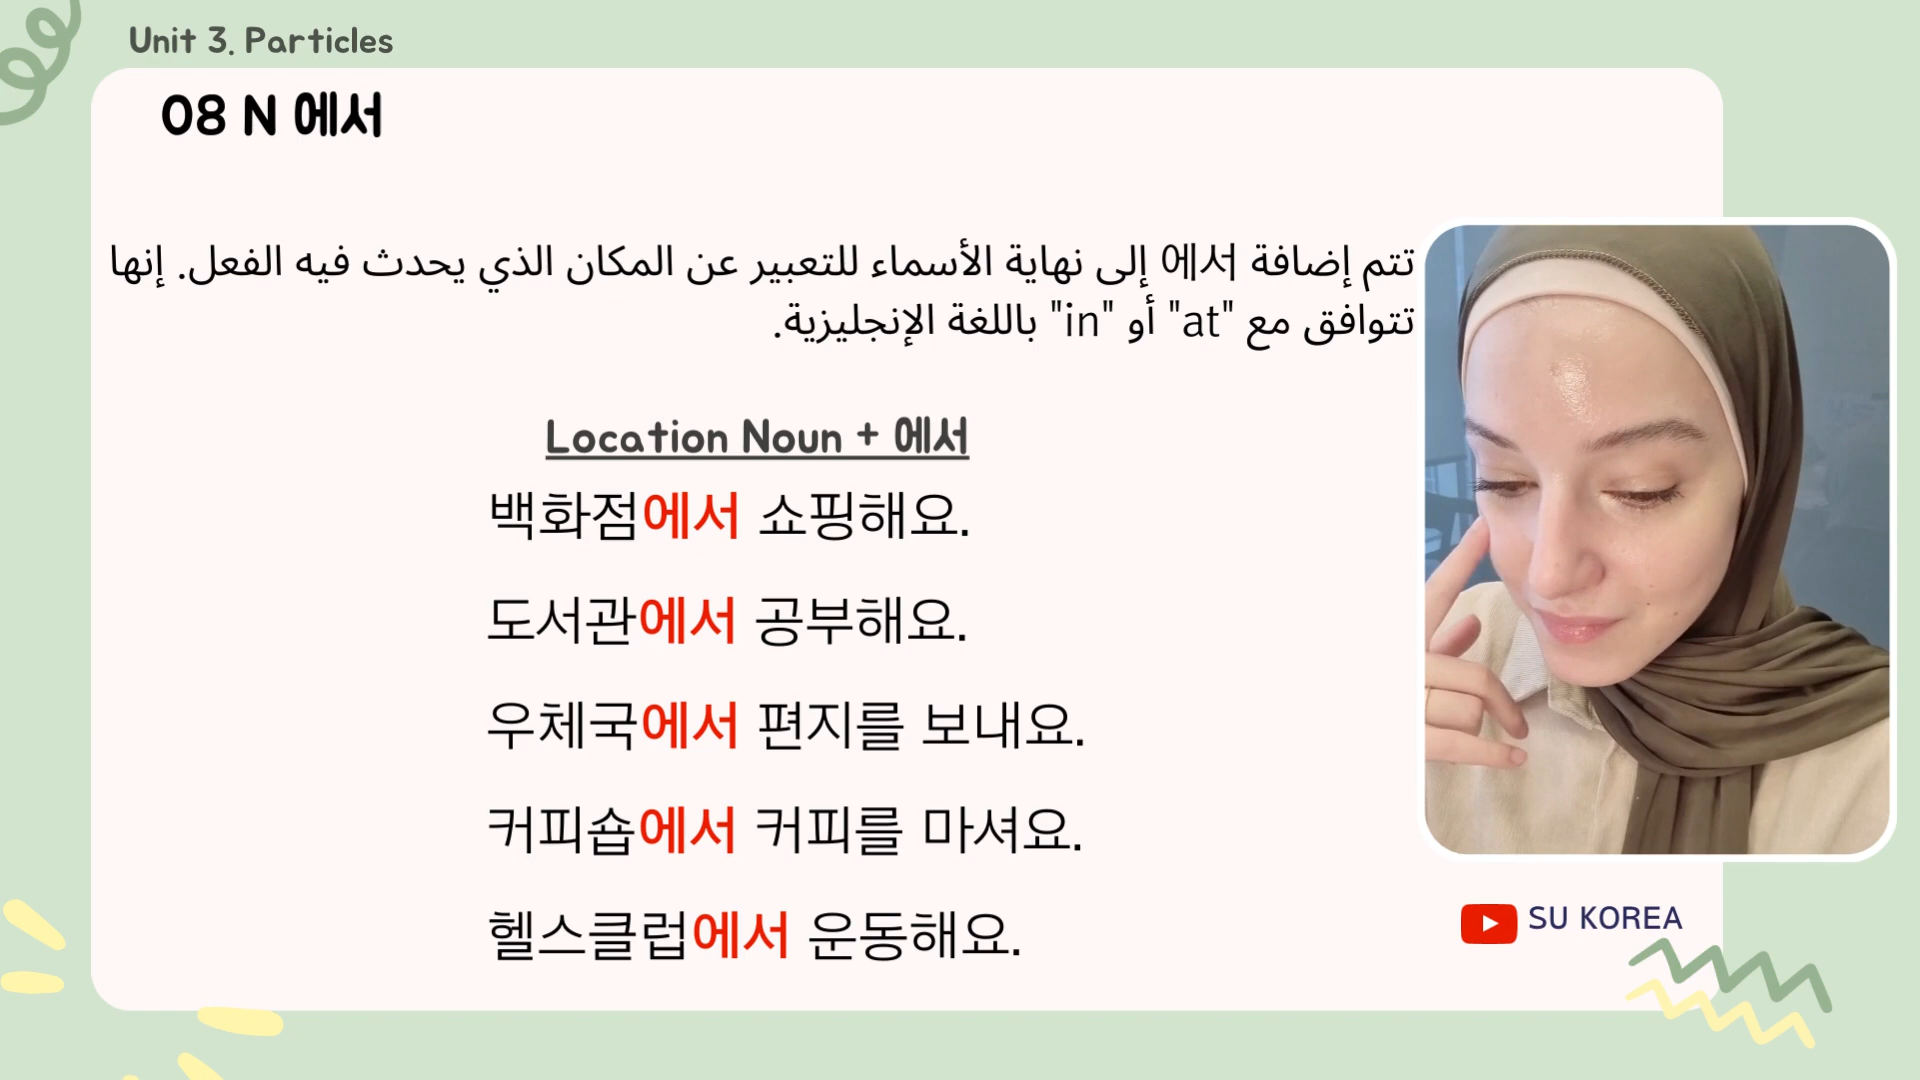 Unit 3. Particles
08 N 에서
تتم إضافة 에서 إلى نهاية الأسماء للتعبير عن المكان الذي يحدث فيه الفعل. إنها
تتوافق مع "at" أو "in" باللغة الإنجليزية.
Location Noun + 에서
백화점에서 쇼핑해요.
도서관에서 공부해요.
우체국에서 편지를 보내요.
커피숍에서 커피를 마셔요.
헬스클럽에서 운동해요.
SU KOREA